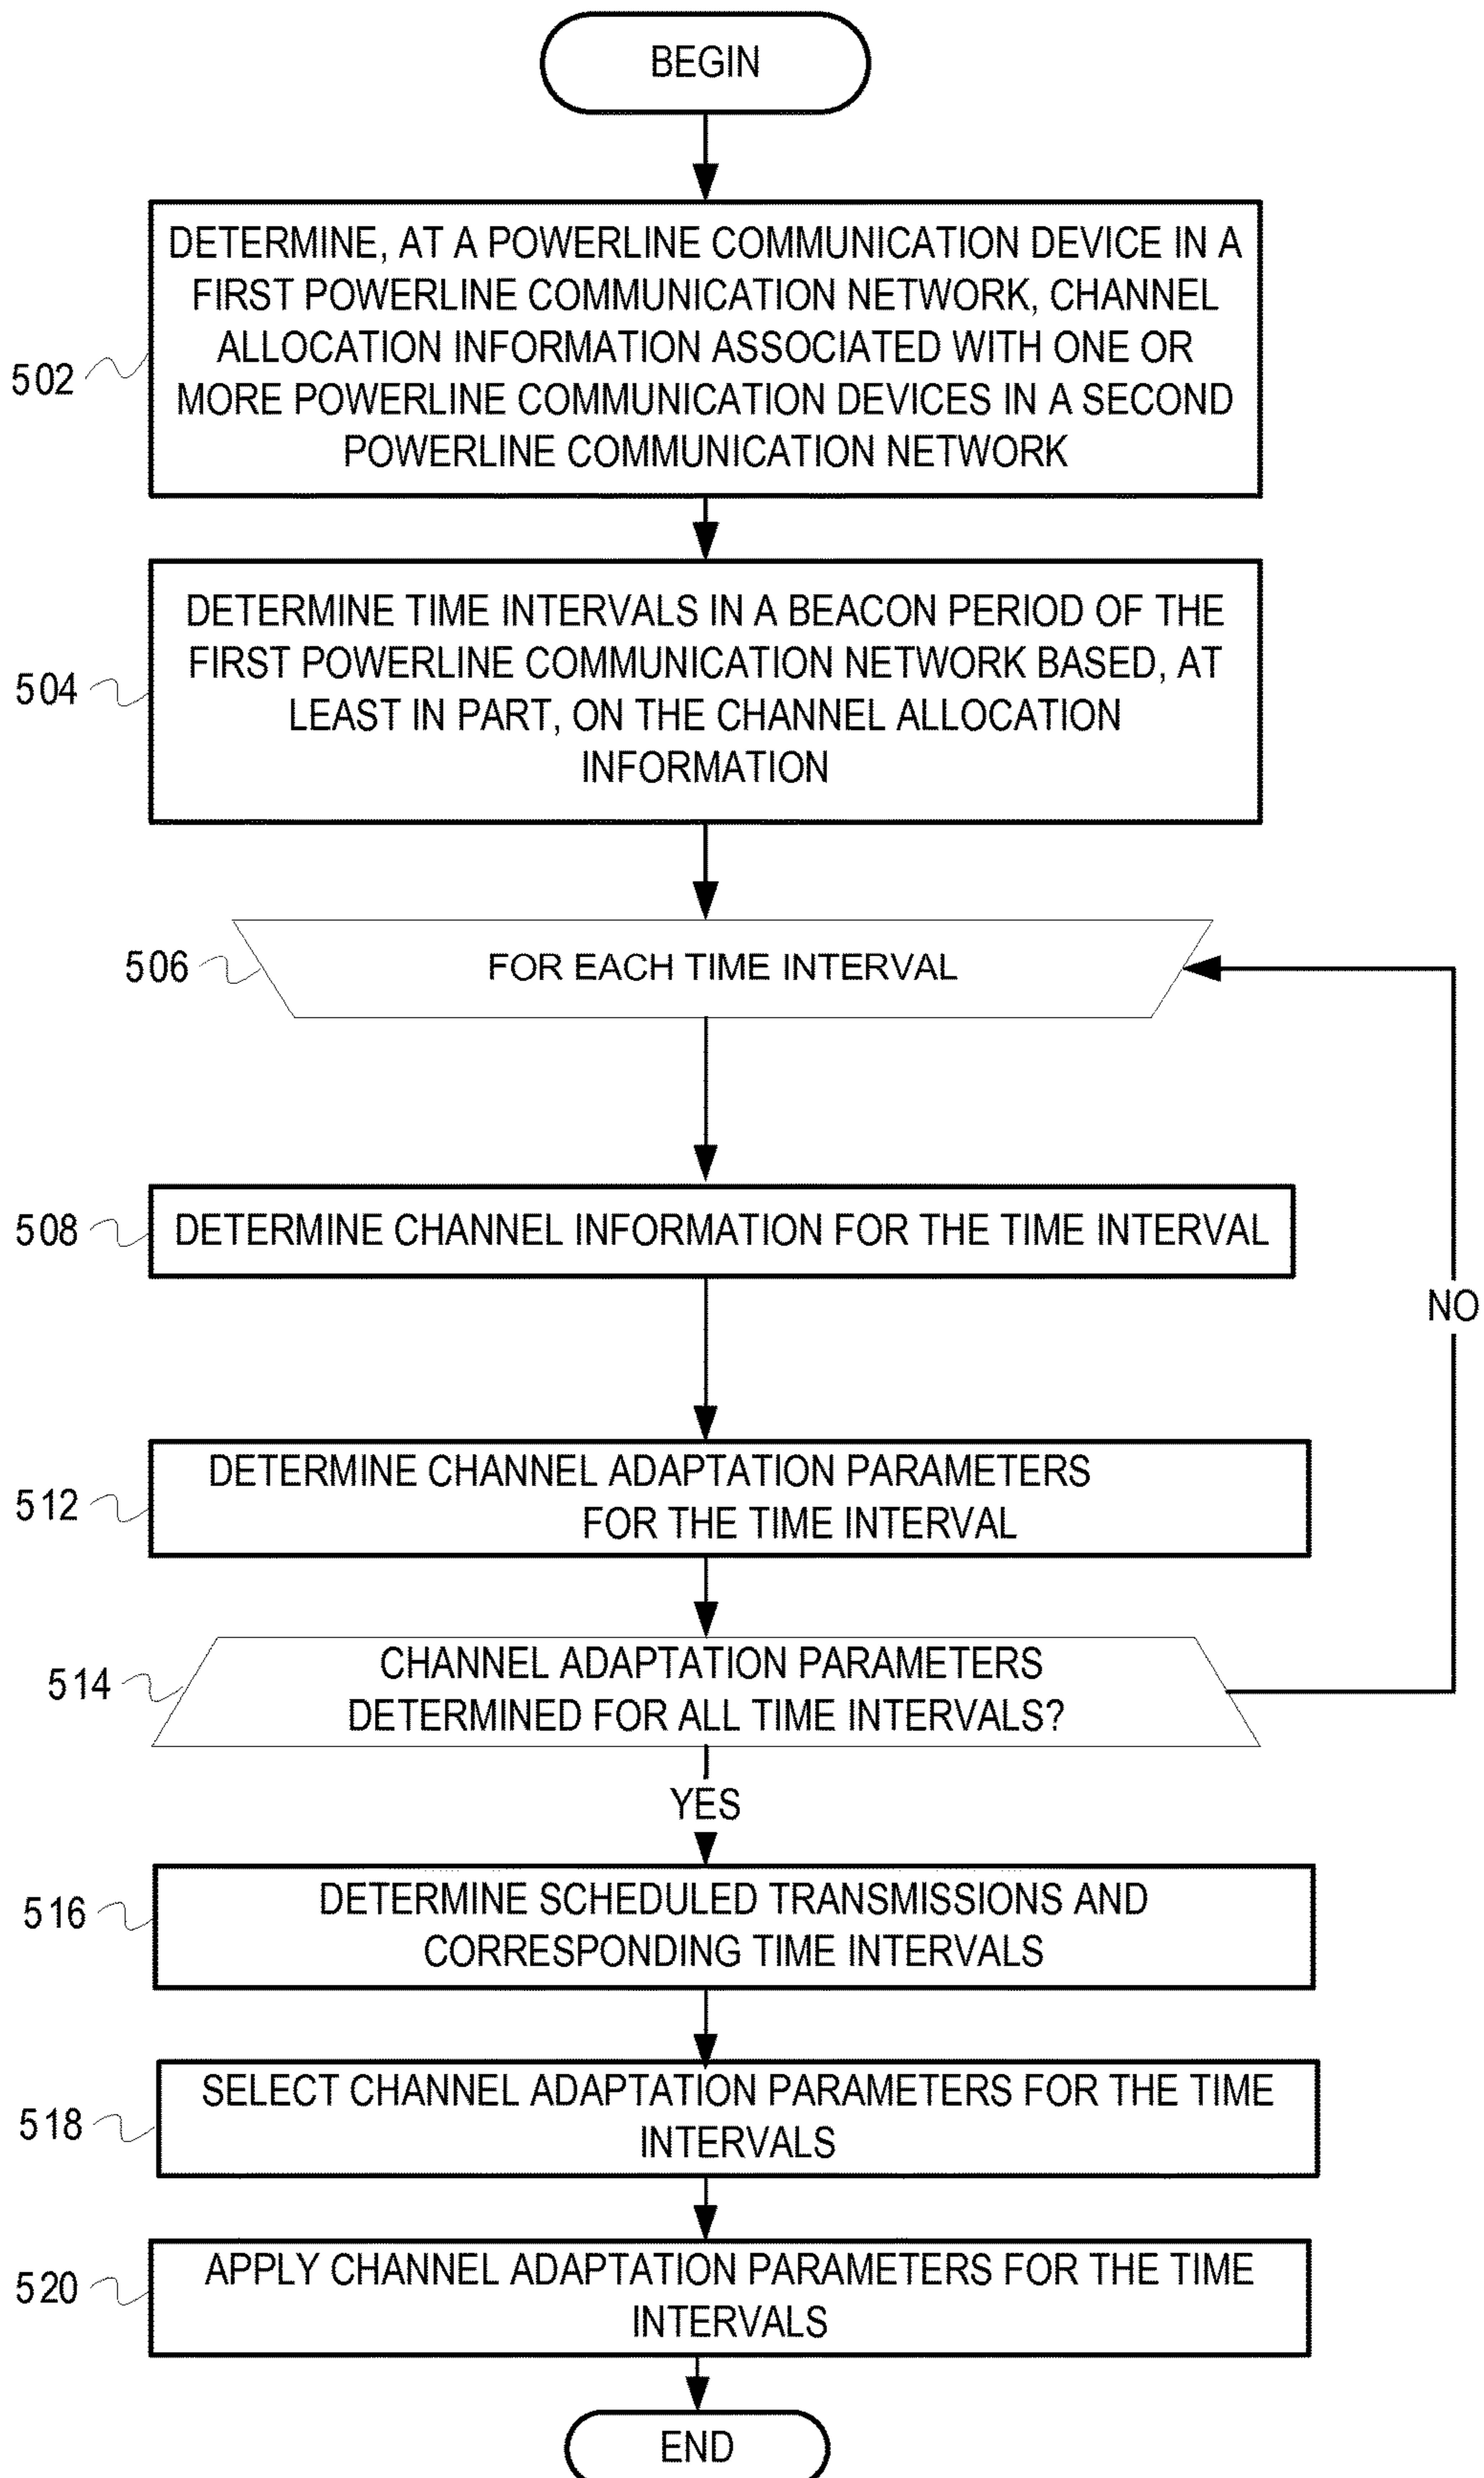 BEGIN
DETERMINE, AT A POWERLINE COMMUNICATION DEVICE IN A
FIRST POWERLINE COMMUNICATION NETWORK, CHANNEL
ALLOCATION INFORMATION ASSOCIATED WITH ONE OR
MORE POWERLINE COMMUNICATION DEVICES IN A SECOND
POWERLINE COMMUNICATION NETWORK
502
DETERMINE TIME INTERVALS IN A BEACON PERIOD OF THE
FIRST POWERLINE COMMUNICATION NETWORK BASED, AT
LEAST IN PART, ON THE CHANNEL ALLOCATION
INFORMATION
504
506
FOR EACH TIME INTERVAL
508
DETERMINE CHANNEL INFORMATION FOR THE TIME INTERVAL
NO
512
DETERMINE CHANNEL ADAPTATION PARAMETERS
FOR THE TIME INTERVAL
514
CHANNEL ADAPTATION PARAMETERS
DETERMINED FOR ALL TIME INTERVALS?
YES
516
DETERMINE SCHEDULED TRANSMISSIONS AND
CORRESPONDING TIME INTERVALS
518
SELECT CHANNEL ADAPTATION PARAMETERS FOR THE TIME
INTERVALS
520
APPLY CHANNEL ADAPTATION PARAMETERS FOR THE TIME
INTERVALS
END